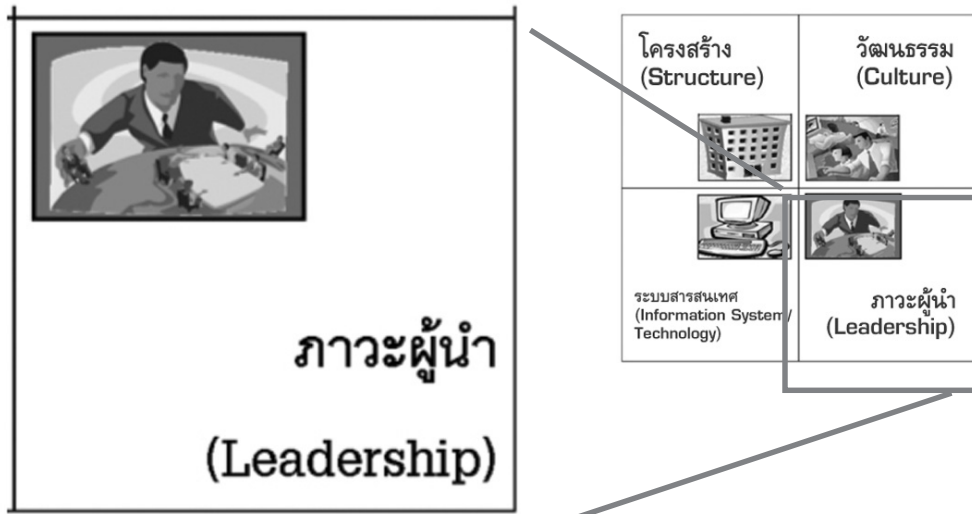 ภาวะผู้นำ
(Leadership)
โครงสร้าง
(Structure)
วัฒนธรรม
(Culture)
ระบบสารสนเทศ
(Information System/
Technology)
ภาวะผู้นำ
(Leadership)